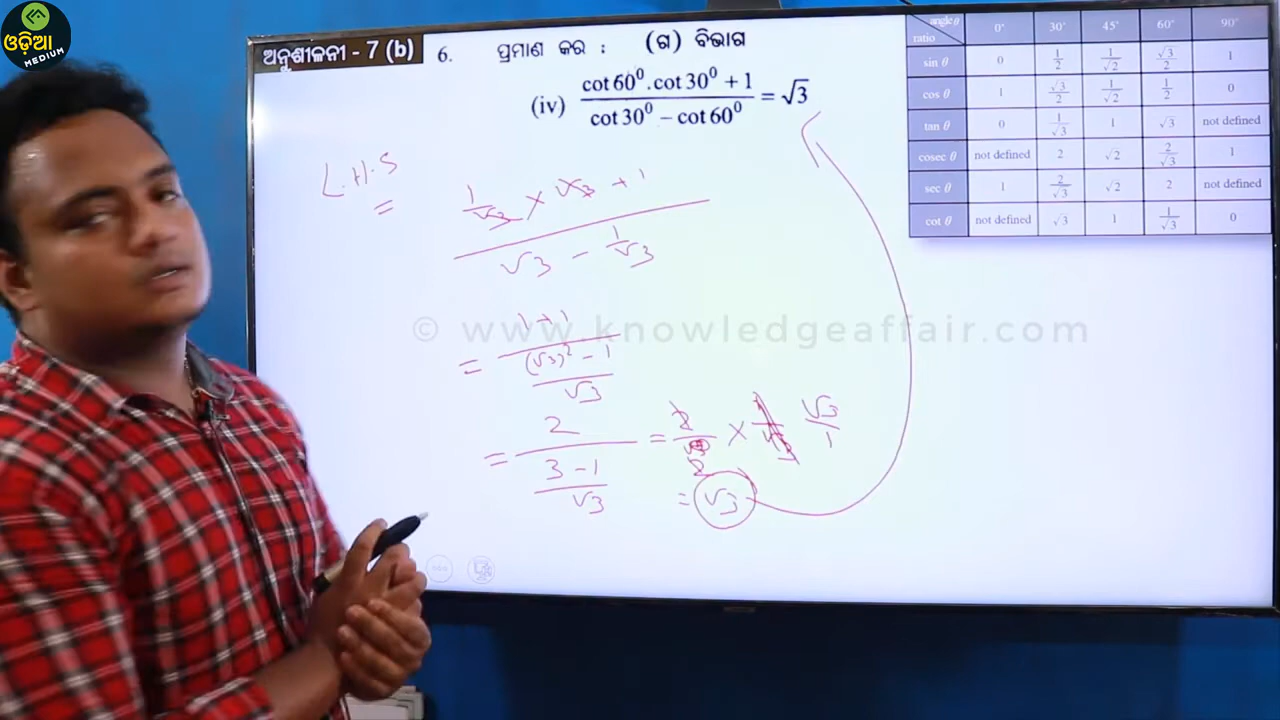 ଓଡ଼ିଆ
MEDIUM
ଅନୁଶୀଳନୀ - 7 (b)
6. ପ୍ରମାଣ କର : (ଗ) ବିଭାଗ
(iv) cot 60⁰ . cot 30⁰ + 1 / cot 30⁰ − cot 60⁰ = √3
L.H.S
= 1/√3 × √3 + 1 / √3 − 1/√3
= 1+1 / (√3)² − 1 / √3
= 2 / 3 − 1 / √3 = 2/2 × √3/1
= √3
angle θ ratio 0° 30° 45° 60° 90°
sin θ 0 1/2 1/√2 √3/2 1
cos θ 1 √3/2 1/√2 1/2 0
tan θ 0 1/√3 1 √3 not defined
cosec θ not defined 2 √2 2/√3 1
sec θ 1 2/√3 √2 2 not defined
cot θ not defined √3 1 1/√3 0
© www.knowledgeaffair.com